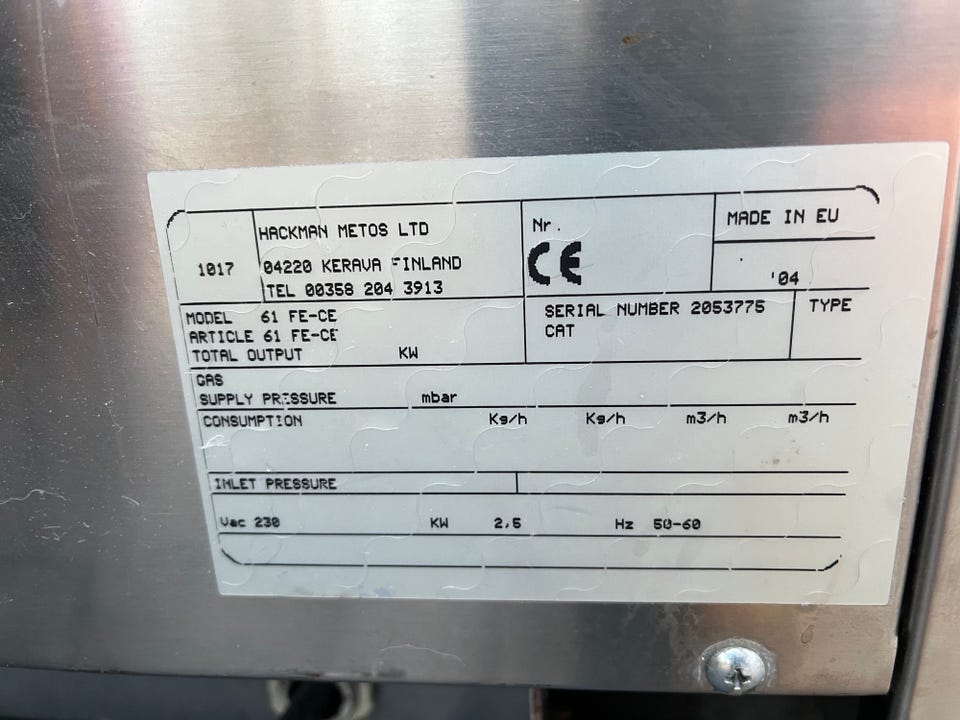 1017
HACKMAN METOS LTD
04220 KERAVA FINLAND
TEL 00358 204 3913
Nr.
CE
MADE IN EU
'04
MODEL 61 FE-CE
ARTICLE 61 FE-CE
TOTAL OUTPUT KW
SERIAL NUMBER 2053775
CAT
TYPE
GAS
SUPPLY PRESSURE mbar
CONSUMPTION Kg/h Kg/h m3/h m3/h
INLET PRESSURE
Vac 230 KW 2,5 Hz 50-60